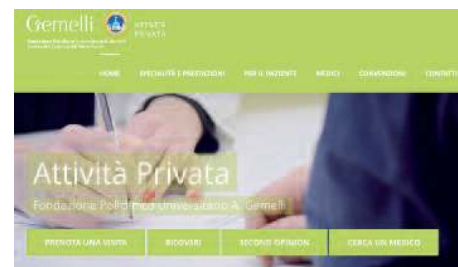 Gemelli
ATTIVITÀ
PRIVATA
HOME SPECIALITÀ E PRESTAZIONI PER IL PAZIENTE MEDICI CONVENZIONI CONTATTI
Attività Privata
Fondazione Policlinico Universitario A. Gemelli
PRENOTA UNA VISITA RICOVERI SECOND OPINION CERCA UN MEDICO